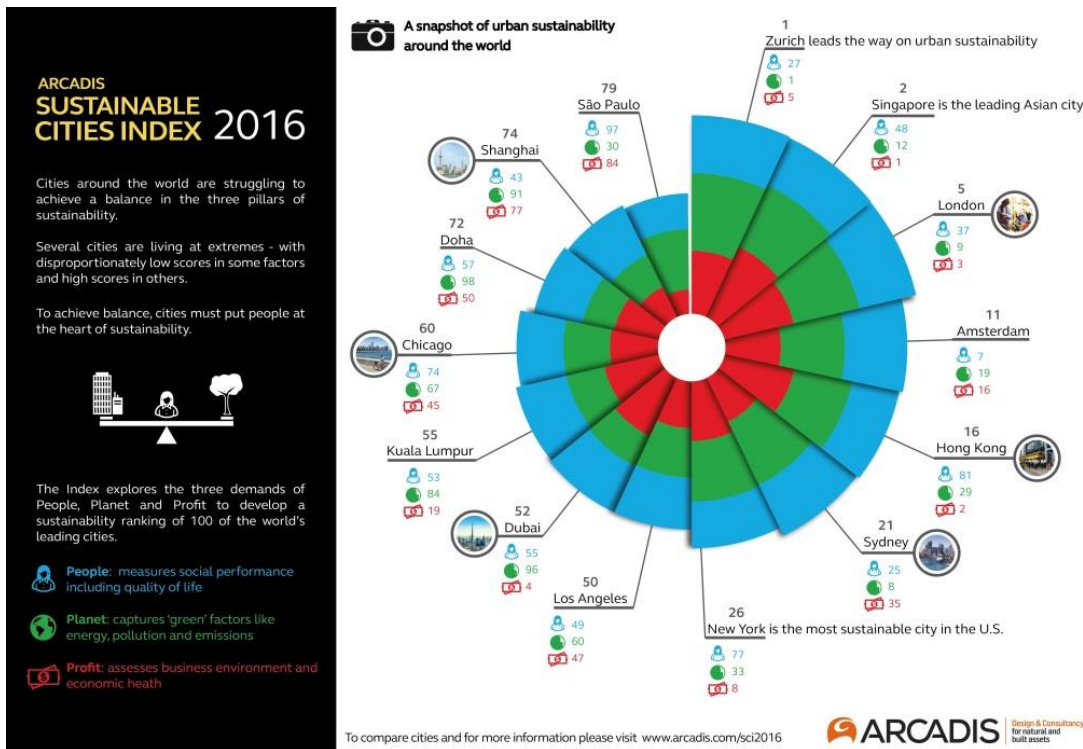 ARCADIS
SUSTAINABLE
CITIES INDEX 2016
Cities around the world are struggling to
achieve a balance in the three pillars of
sustainability.
Several cities are living at extremes - with
disproportionately low scores in some factors
and high scores in others.
To achieve balance, cities must put people at
the heart of sustainability.
The Index explores the three demands of
People, Planet and Profit to develop a
sustainability ranking of 100 of the world's
leading cities.
People: measures social performance
including quality of life
Planet: captures 'green' factors like
energy, pollution and emissions
Profit: assesses business environment and
economic heath
A snapshot of urban sustainability
around the world
1
Zurich leads the way on urban sustainability
27
1
5
2
Singapore is the leading Asian city
48
12
1
5
London
37
9
3
11
Amsterdam
7
19
16
16
Hong Kong
81
29
2
21
Sydney
25
8
35
26
New York is the most sustainable city in the U.S.
77
33
8
50
Los Angeles
49
60
47
52
Dubai
55
96
4
55
Kuala Lumpur
53
84
19
60
Chicago
74
67
45
72
Doha
57
98
50
74
Shanghai
43
91
77
79
São Paulo
97
30
84
To compare cities and for more information please visit www.arcadis.com/sci2016
ARCADIS
Design & Consultancy
for natural and
built assets